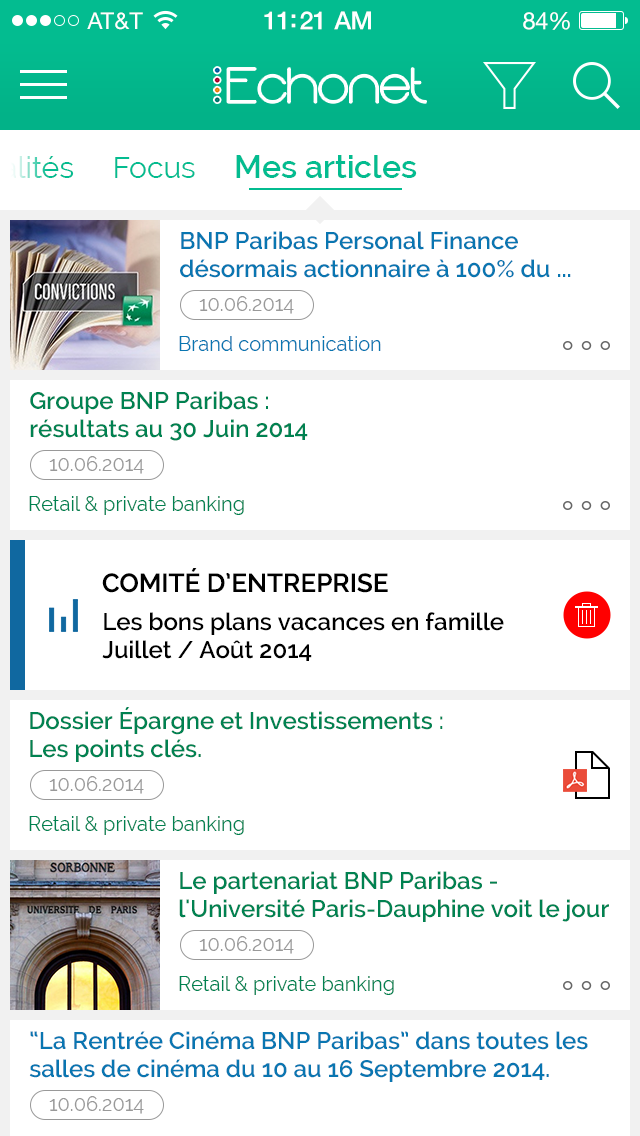 AT&T 11:21 AM 84%
Echonet
lités Focus Mes articles
CONVICTIONS
BNP Paribas Personal Finance
désormais actionnaire à 100% du ...
10.06.2014
Brand communication
Groupe BNP Paribas :
résultats au 30 Juin 2014
10.06.2014
Retail & private banking
COMITÉ D'ENTREPRISE
Les bons plans vacances en famille
Juillet / Août 2014
Dossier Épargne et Investissements :
Les points clés.
10.06.2014
Retail & private banking
SORBONNE
UNIVERSITE DE PARIS
Le partenariat BNP Paribas -
l'Université Paris-Dauphine voit le jour
10.06.2014
Retail & private banking
“La Rentrée Cinéma BNP Paribas” dans toutes les
salles de cinéma du 10 au 16 Septembre 2014.
10.06.2014